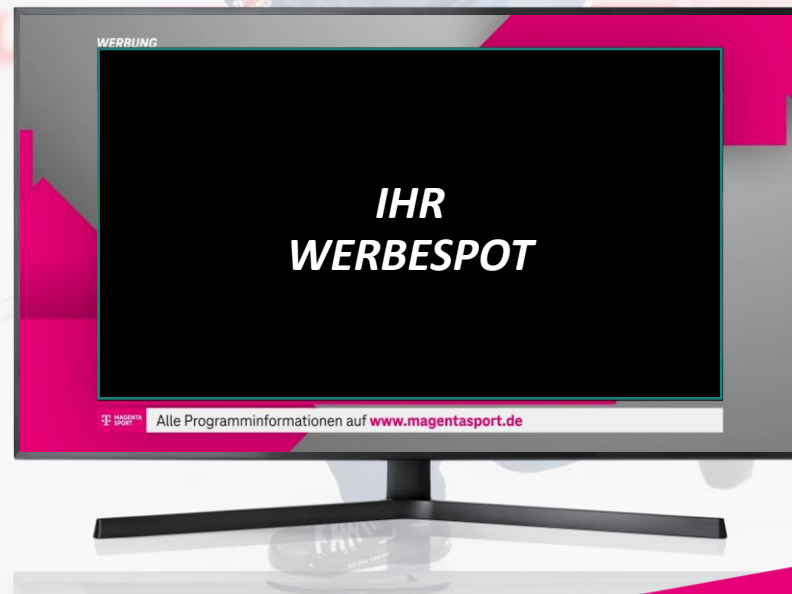 WERBUNG
IHR
WERBESPOT
T MAGENTA
SPORT
Alle Programminformationen auf www.magentasport.de